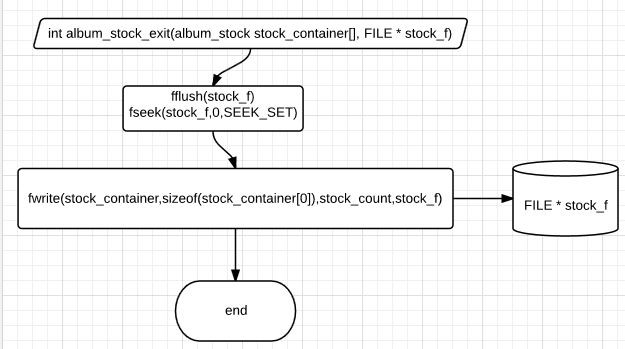 int album_stock_exit(album_stock stock_container[], FILE * stock_f)
fflush(stock_f)
fseek(stock_f,0,SEEK_SET)
fwrite(stock_container,sizeof(stock_container[0]),stock_count,stock_f)
FILE * stock_f
end